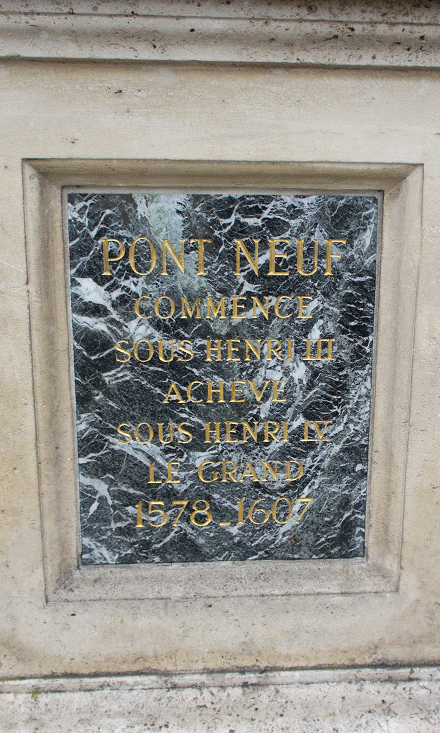 PONT NEUF
COMMENCE
SOUS HENRI III
ACHEVE
SOUS HENRI IV
LE GRAND
1578_1607